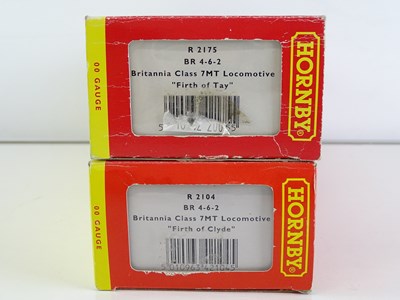 00 GAUGE
R 2175
BR 4-6-2
Britannia Class 7MT Locomotive
"Firth of Tay"
HORNBY
00 GAUGE
R 2104
BR 4-6-2
Britannia Class 7MT Locomotive
"Firth of Clyde"
HORNBY